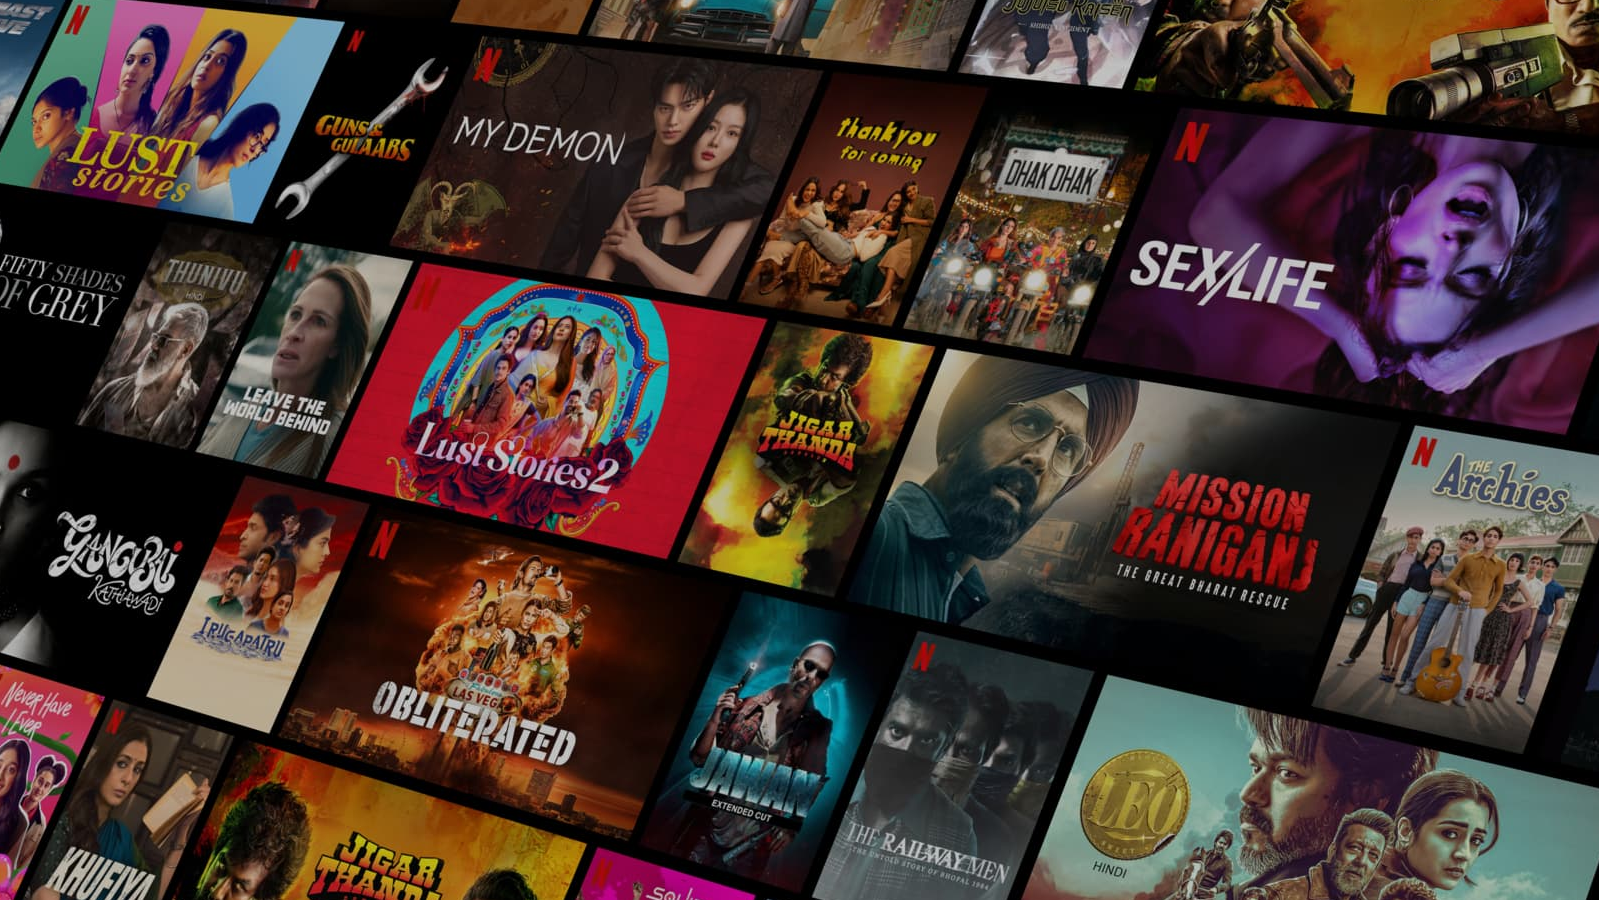 JUJUTSU KAISEN
N
LUST
stories
N
GUNS &
GULAABS
N
MY DEMON
thankyou
for coming
DHAK DHAK
N
SEX/LIFE
FIFTY SHADES
OF GREY
THUNIVU
HINDI
N
LEAVE THE
WORLD BEHIND
N
Lust Stories 2
JIGAR
THANDA
MISSION
RANIGANJ
THE GREAT BHARAT RESCUE
N
THE
Archies
GANGUBAI
KATHIAWADI
IRUGAPATRU
N
LAS VEGAS
OBLITERATED
JAWAN
EXTENDED CUT
N
THE RAILWAY MEN
THE UNTOLD STORY OF BHOPAL 1984
LEO
HINDI
Never Have
I Ever
N
KHUFIYA
JIGAR
THANDA
N